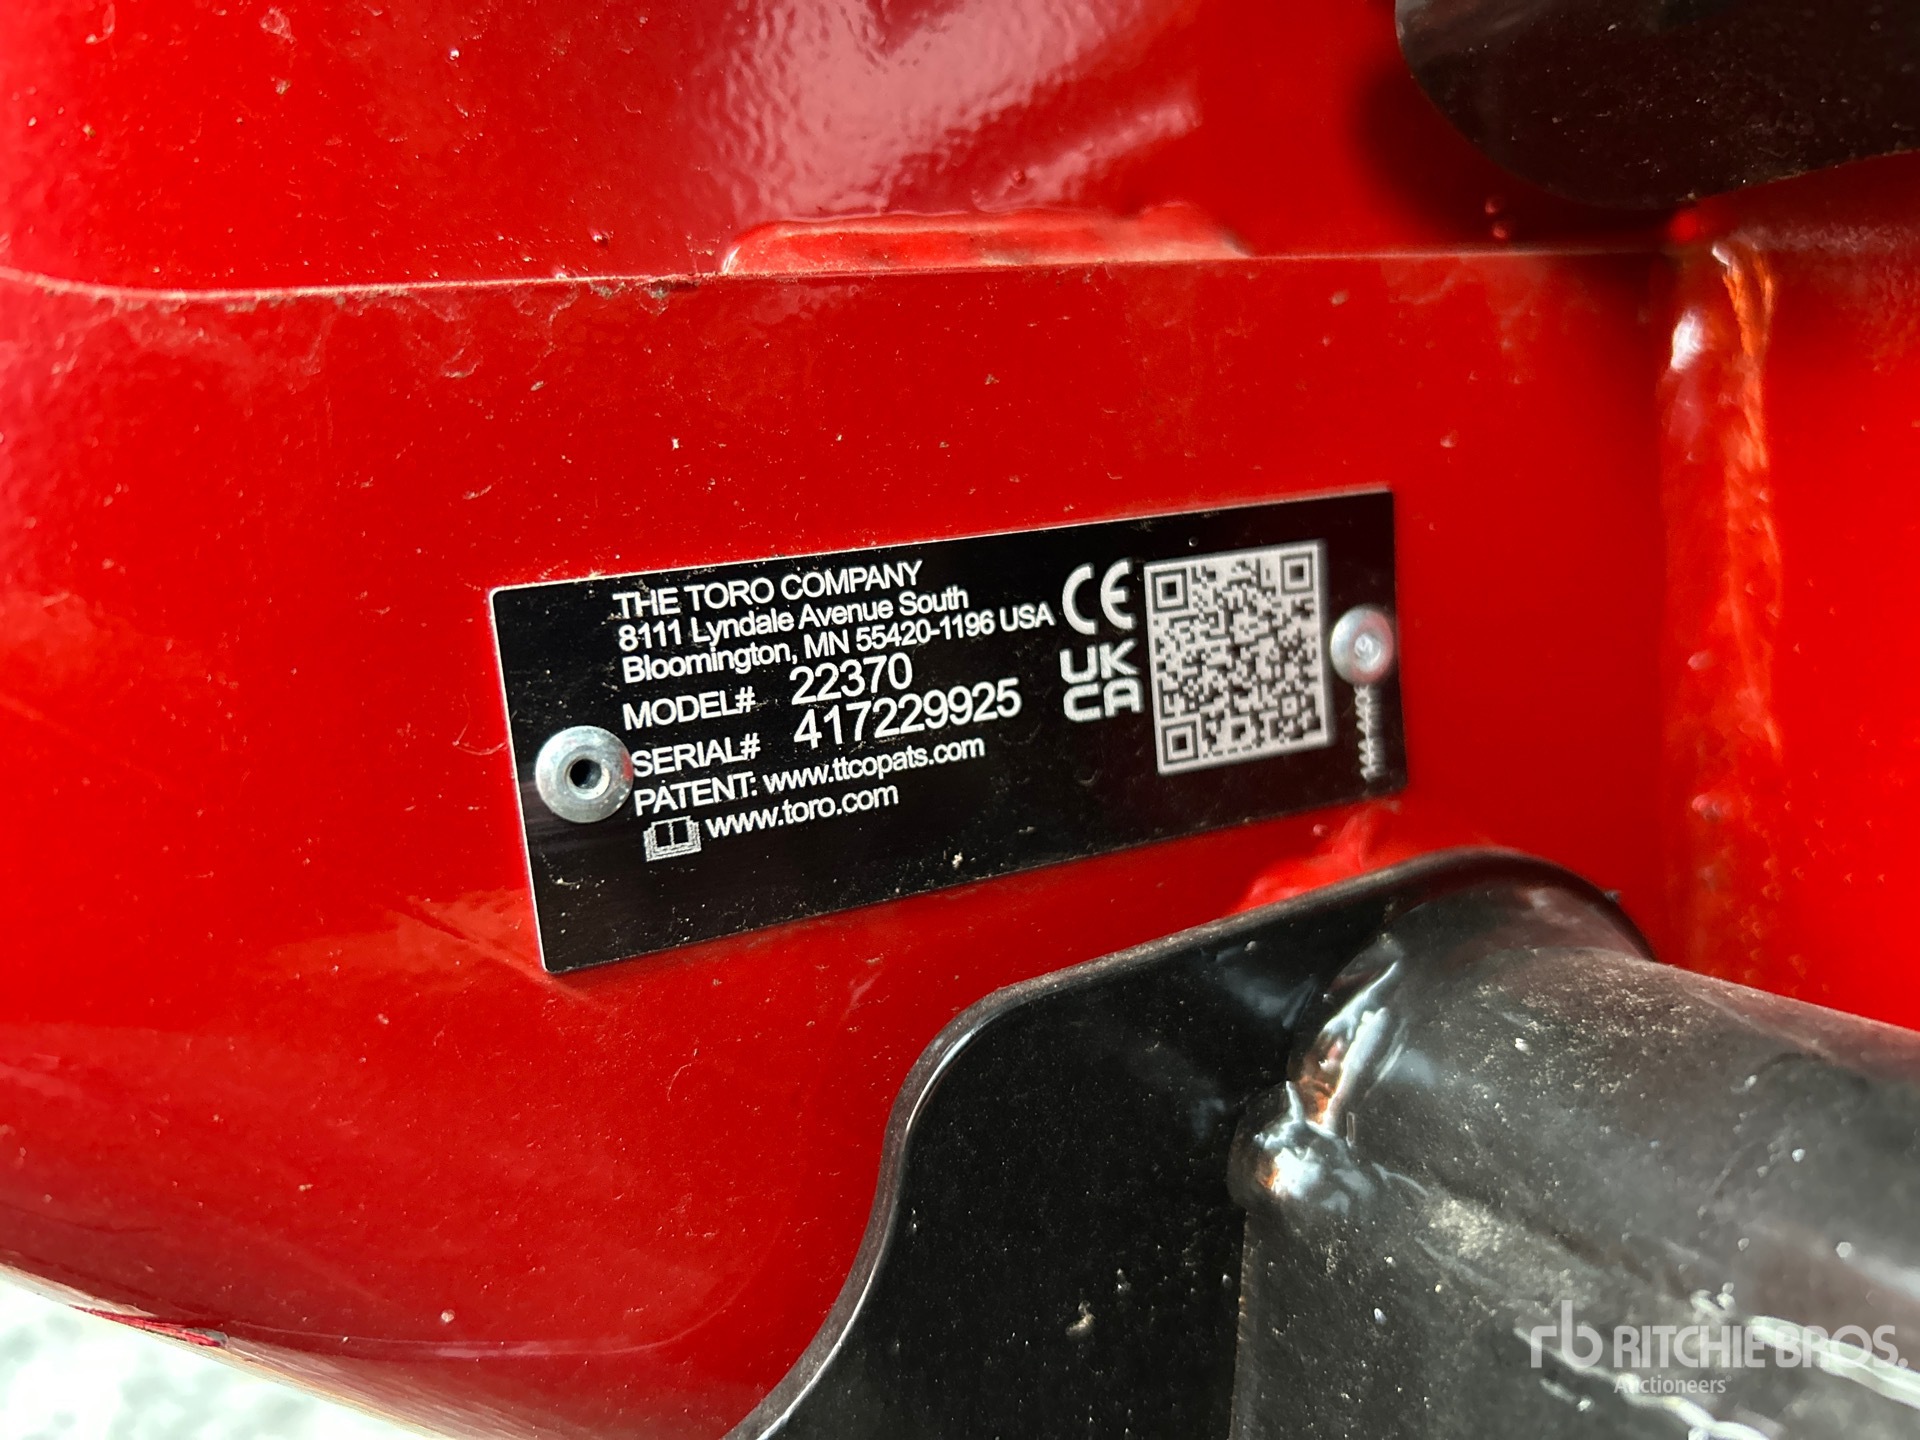 THE TORO COMPANY
8111 Lyndale Avenue South
Bloomington, MN 55420-1196 USA
MODEL# 22370
SERIAL# 417229925
PATENT: www.ttcopats.com
www.toro.com
CE
UK
CA
rb RITCHIE BROS.
Auctioneers